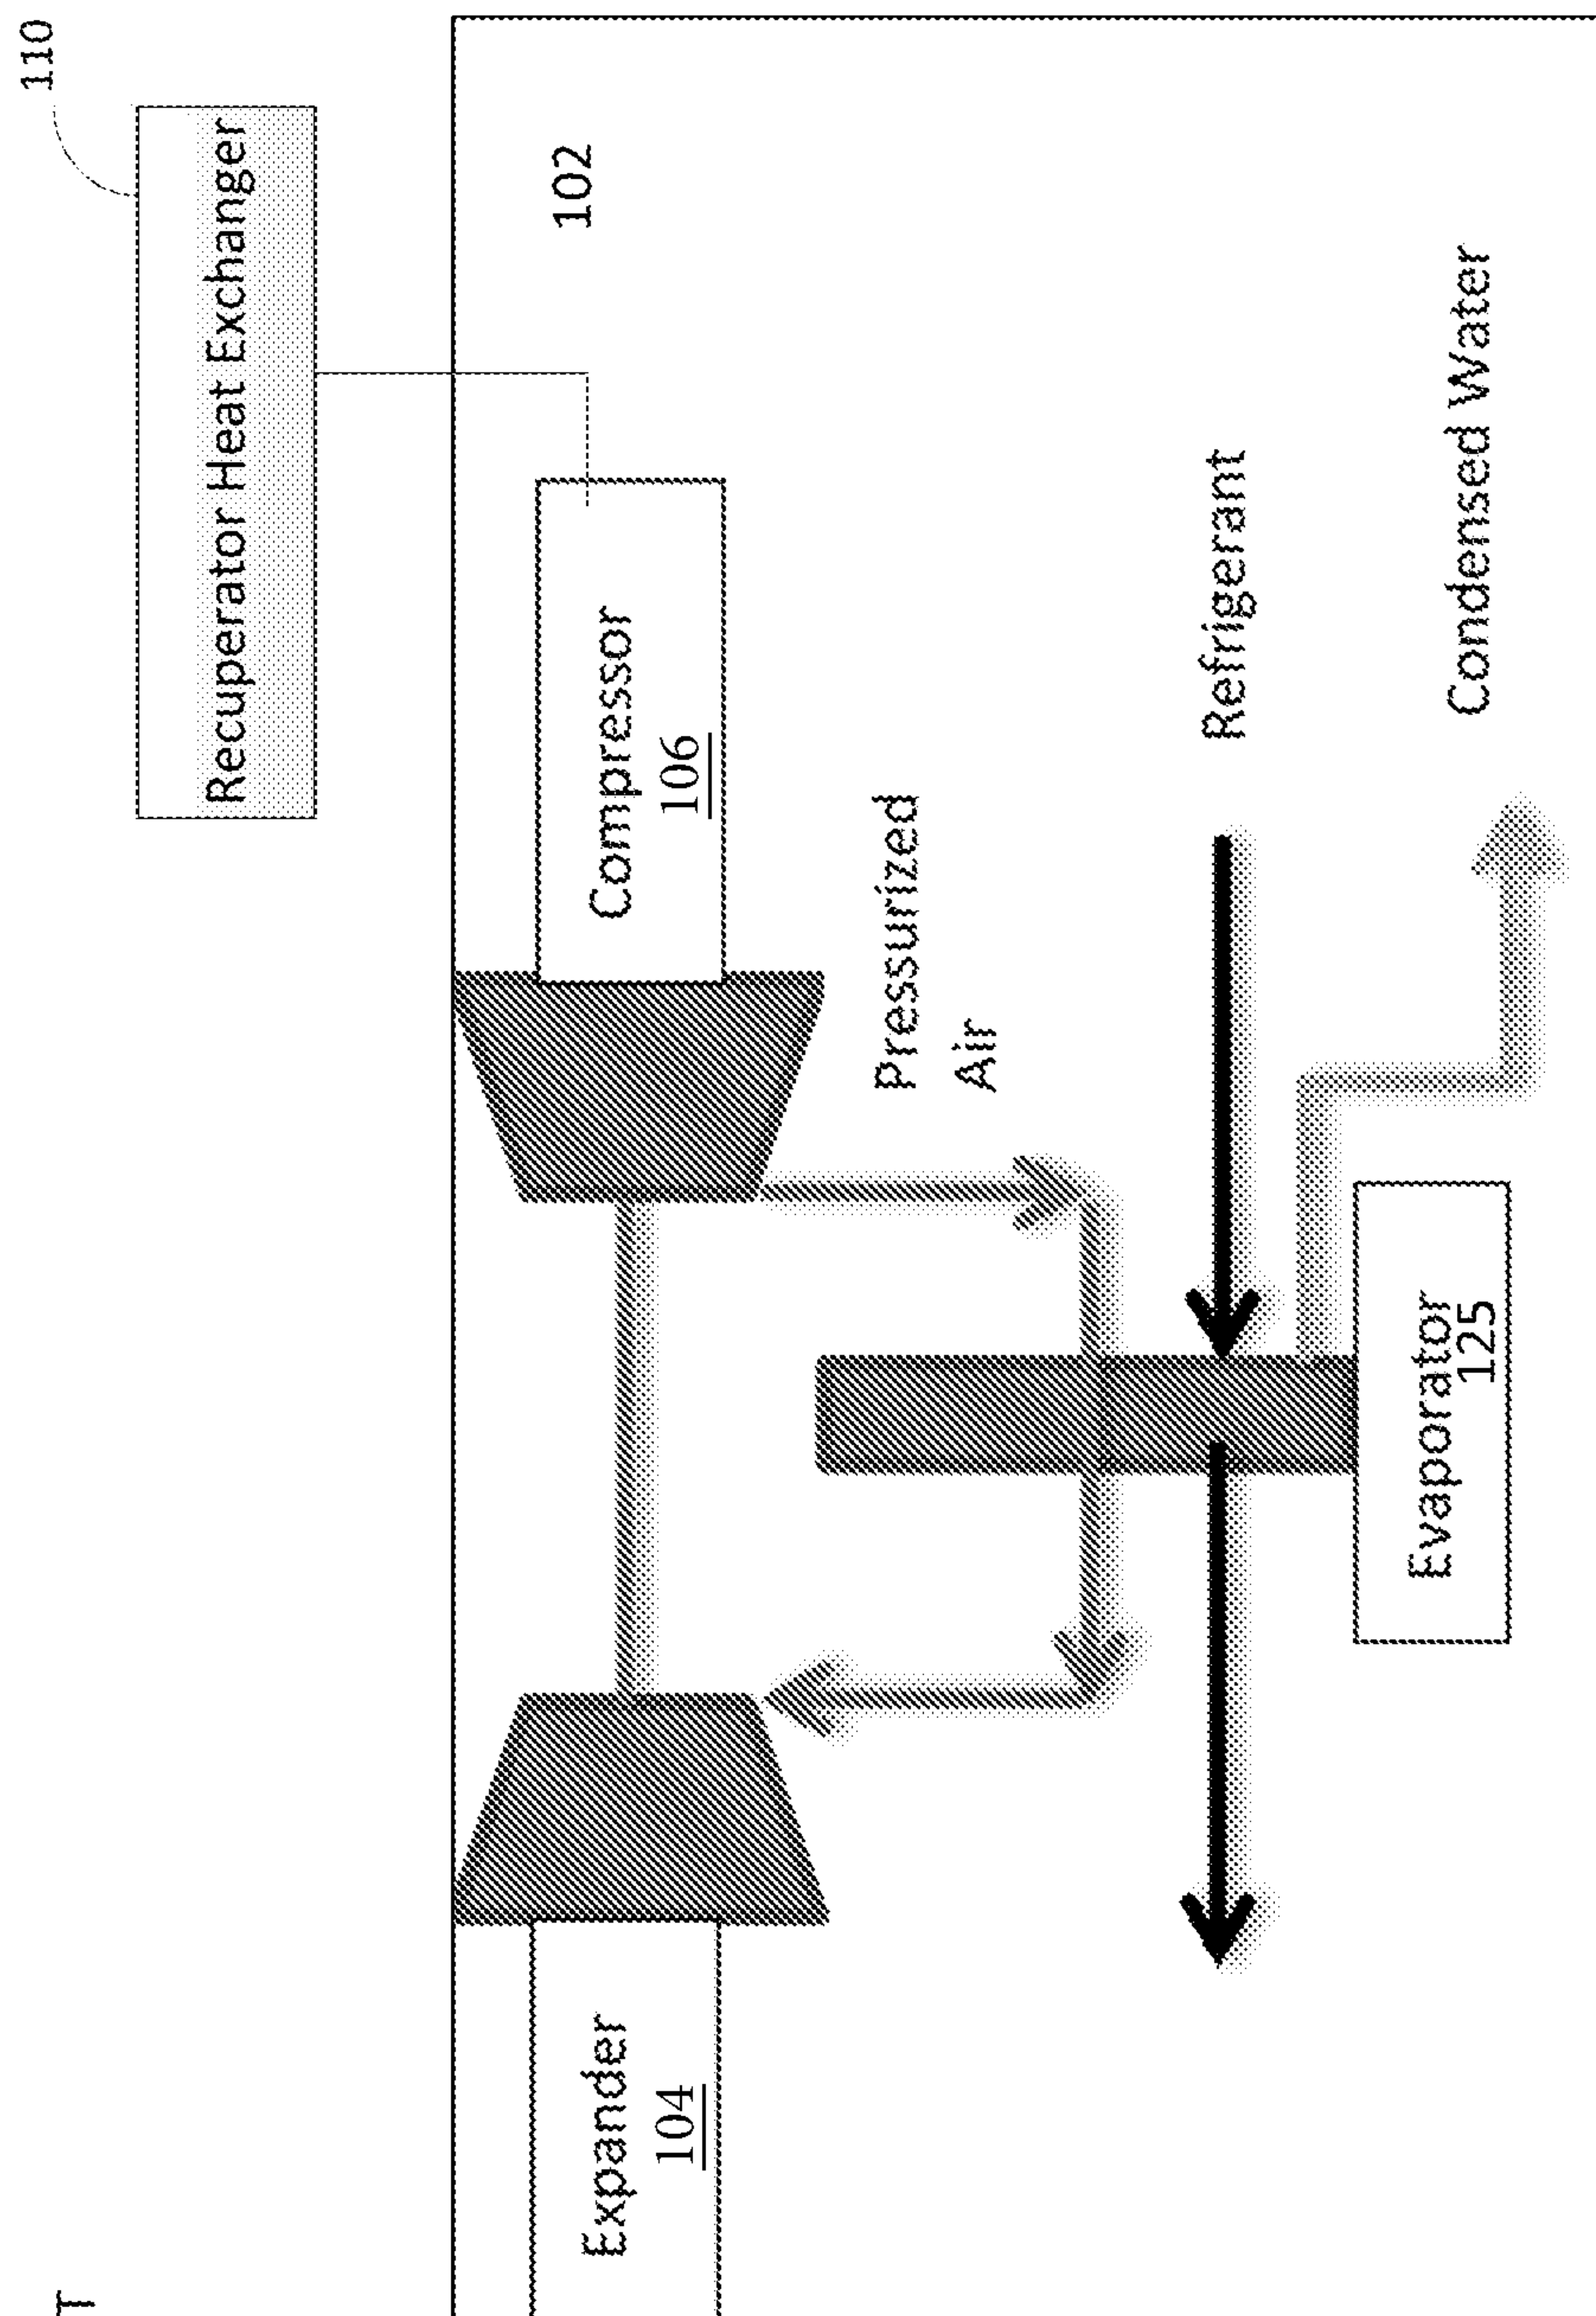 110
T
Recuperator Heat Exchanger
102
Expander
104
Compressor
106
Pressurized
Air
Refrigerant
Condensed Water
Evaporator
125